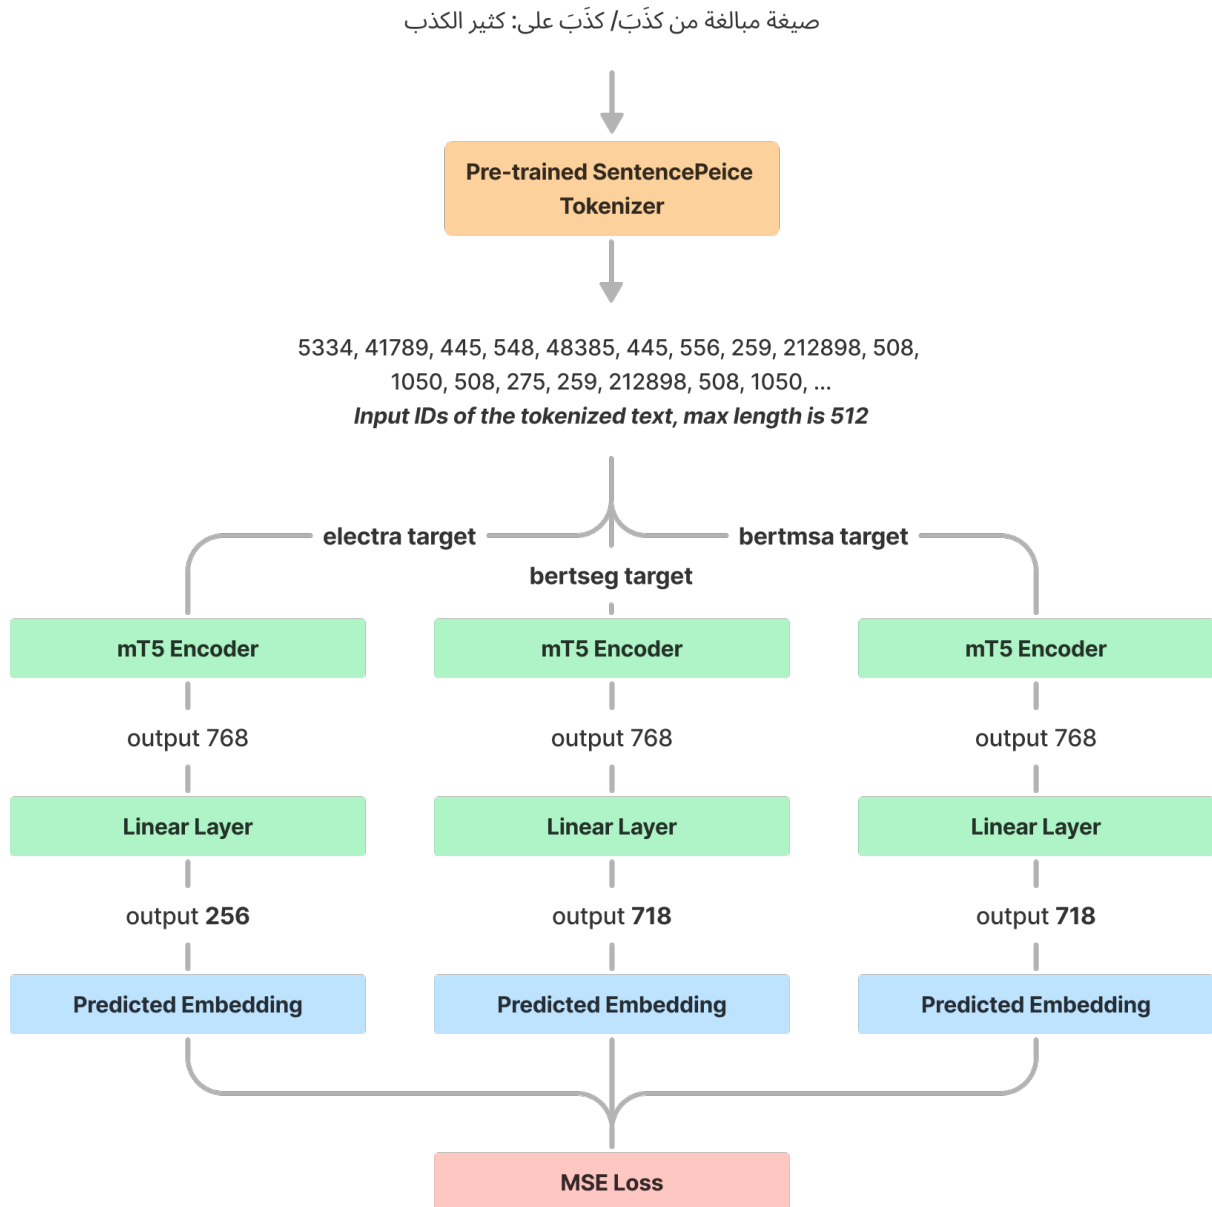 صيغة مبالغة من كذَبَ/ كذَبَ على: كثير الكذب
Pre-trained SentencePeice
Tokenizer
5334, 41789, 445, 548, 48385, 445, 556, 259, 212898, 508,
1050, 508, 275, 259, 212898, 508, 1050, ...
Input IDs of the tokenized text, max length is 512
electra target
bertmsa target
bertseg target
mT5 Encoder
mT5 Encoder
mT5 Encoder
output 768
output 768
output 768
Linear Layer
Linear Layer
Linear Layer
output 256
output 718
output 718
Predicted Embedding
Predicted Embedding
Predicted Embedding
MSE Loss